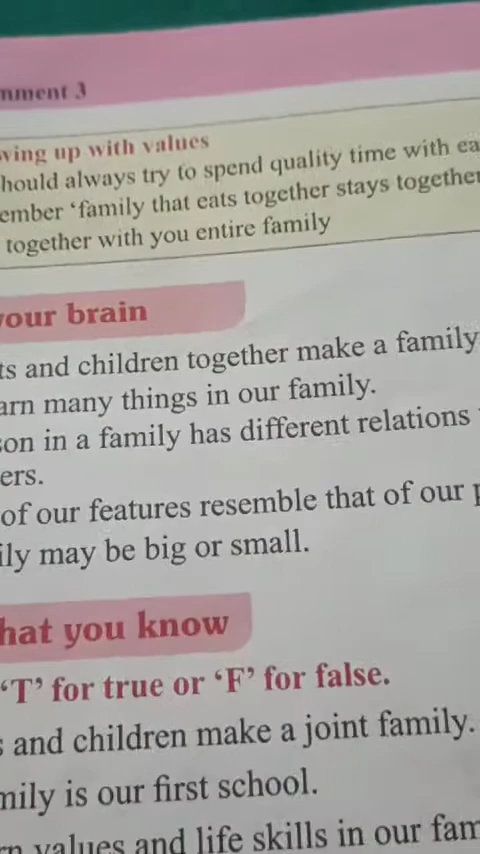 nment 3
wing up with values
hould always try to spend quality time with ea
ember ‘family that eats together stays together
together with you entire family
your brain
ts and children together make a family
arn many things in our family.
son in a family has different relations
ers.
of our features resemble that of our p
ily may be big or small.
hat you know
‘T’ for true or ‘F’ for false.
s and children make a joint family.
mily is our first school.
rn values and life skills in our fam